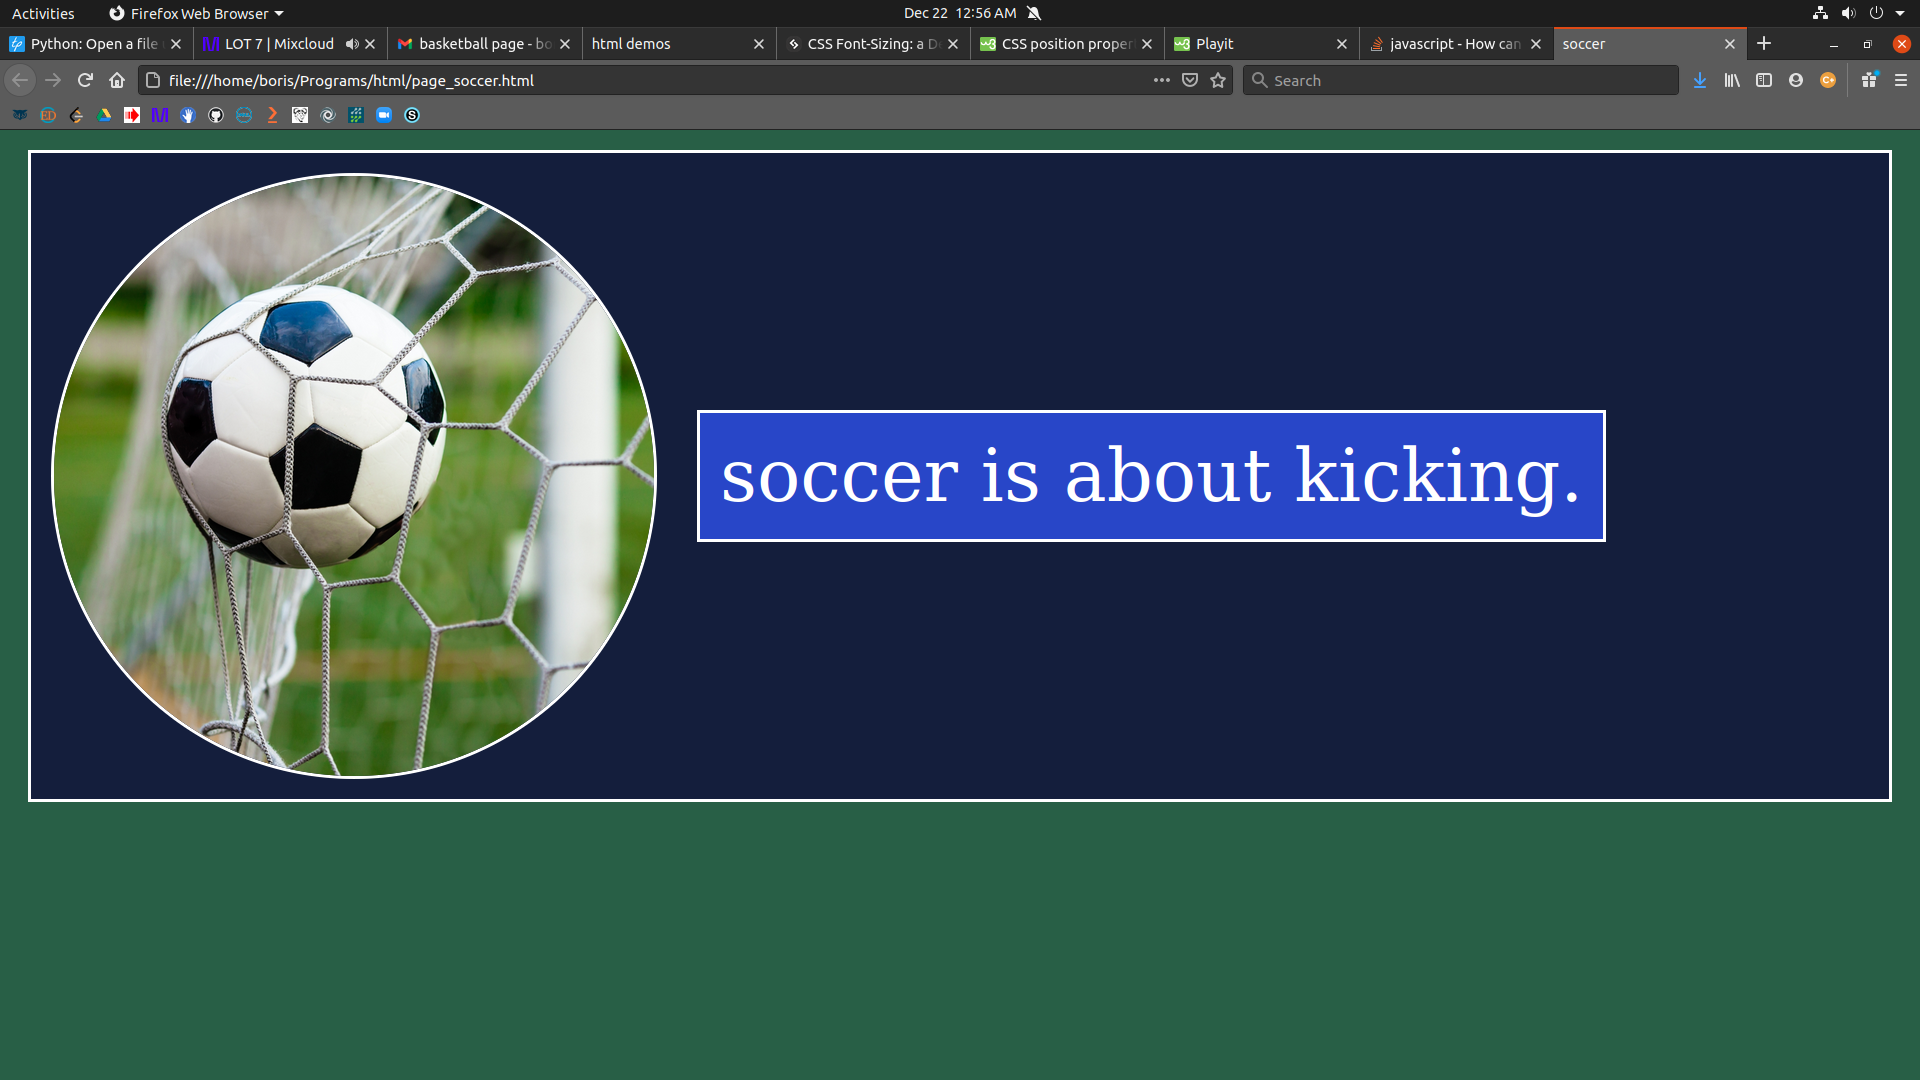 Activities
Firefox Web Browser
Dec 22 12:56 AM
Python: Open a file
LOT 7 | Mixcloud
basketball page - bo
html demos
CSS Font-Sizing: a D
CSS position proper
Playit
javascript - How can
soccer
file:///home/boris/Programs/html/page_soccer.html
Search
soccer is about kicking.